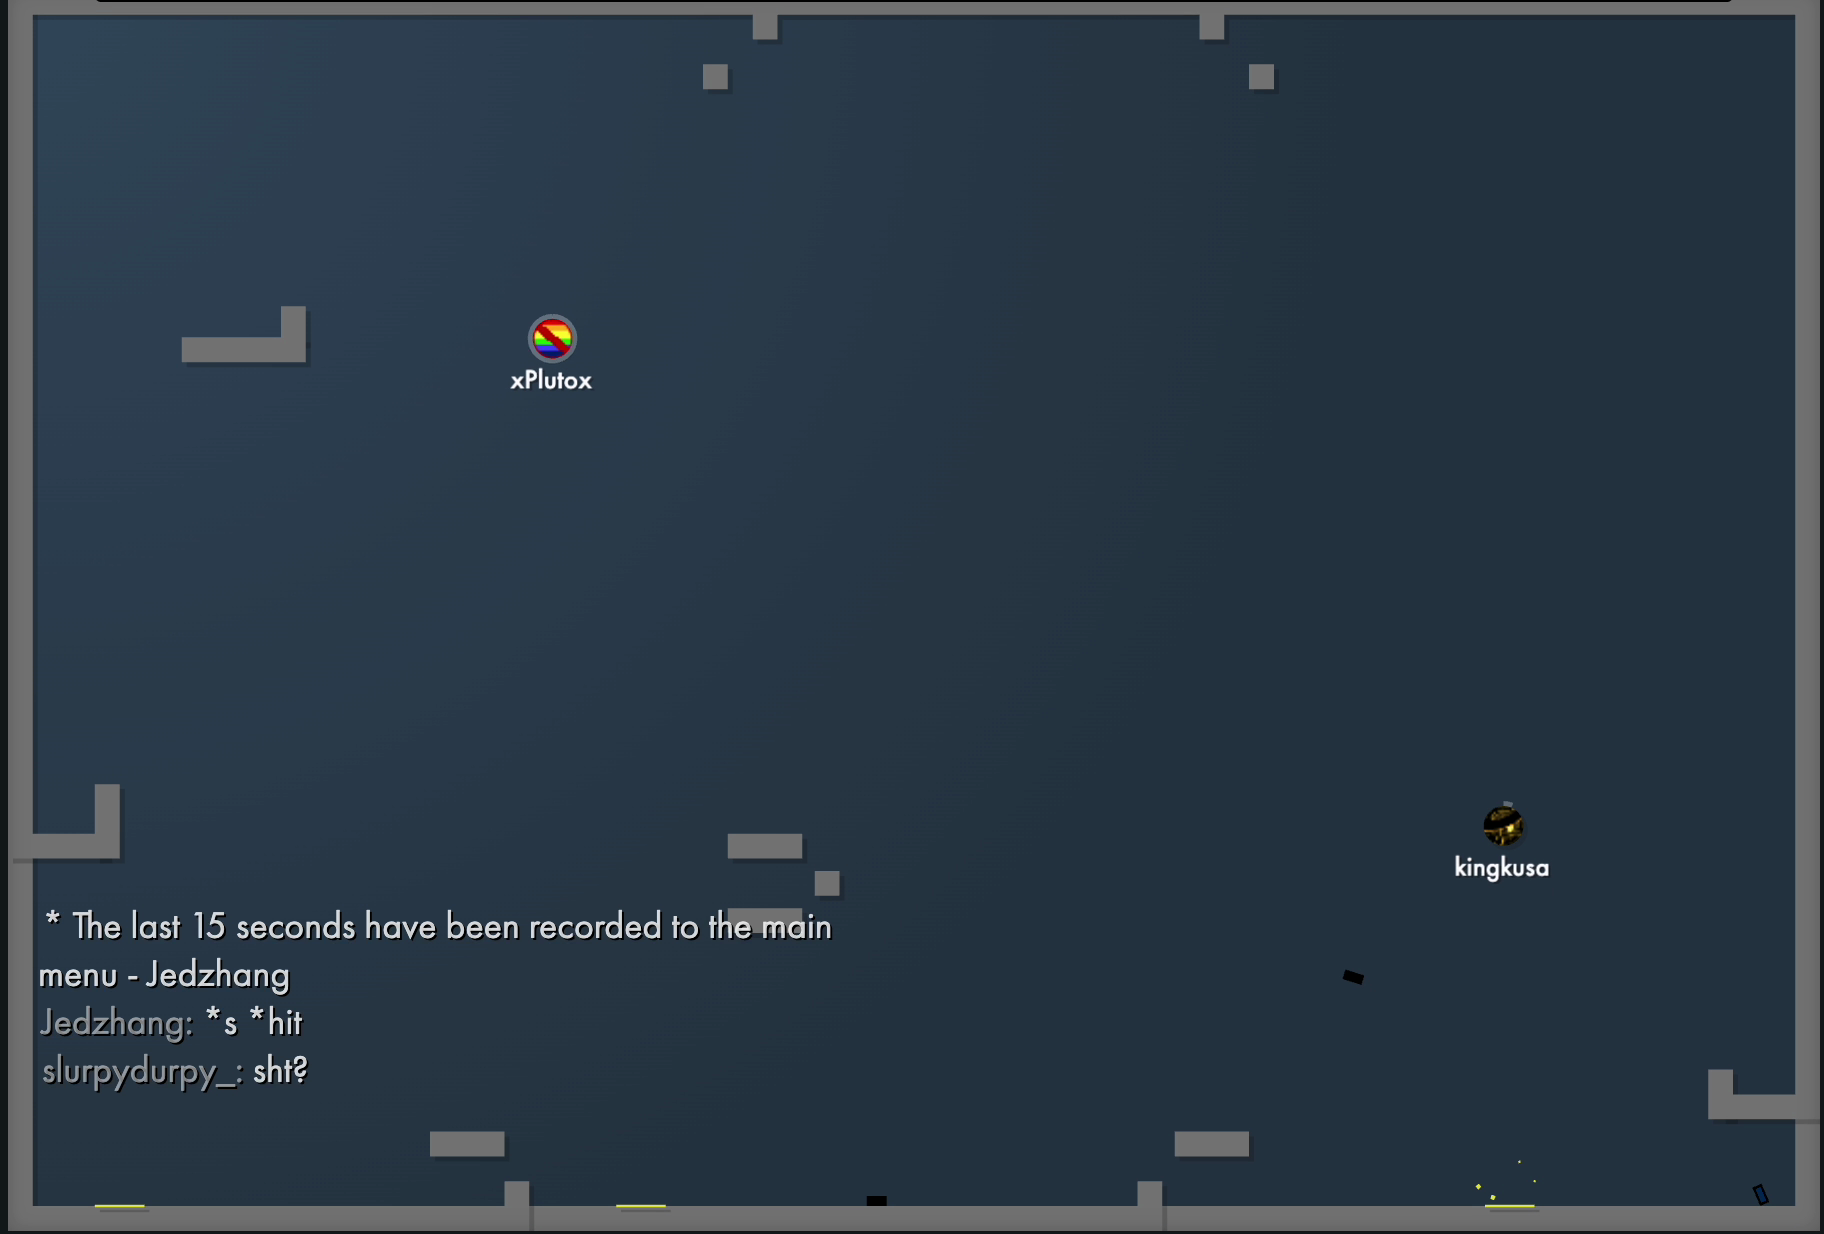 xPlutox
kingkusa
* The last 15 seconds have been recorded to the main
menu - Jedzhang
Jedzhang: *s *hit
slurpydurpy_: sht?